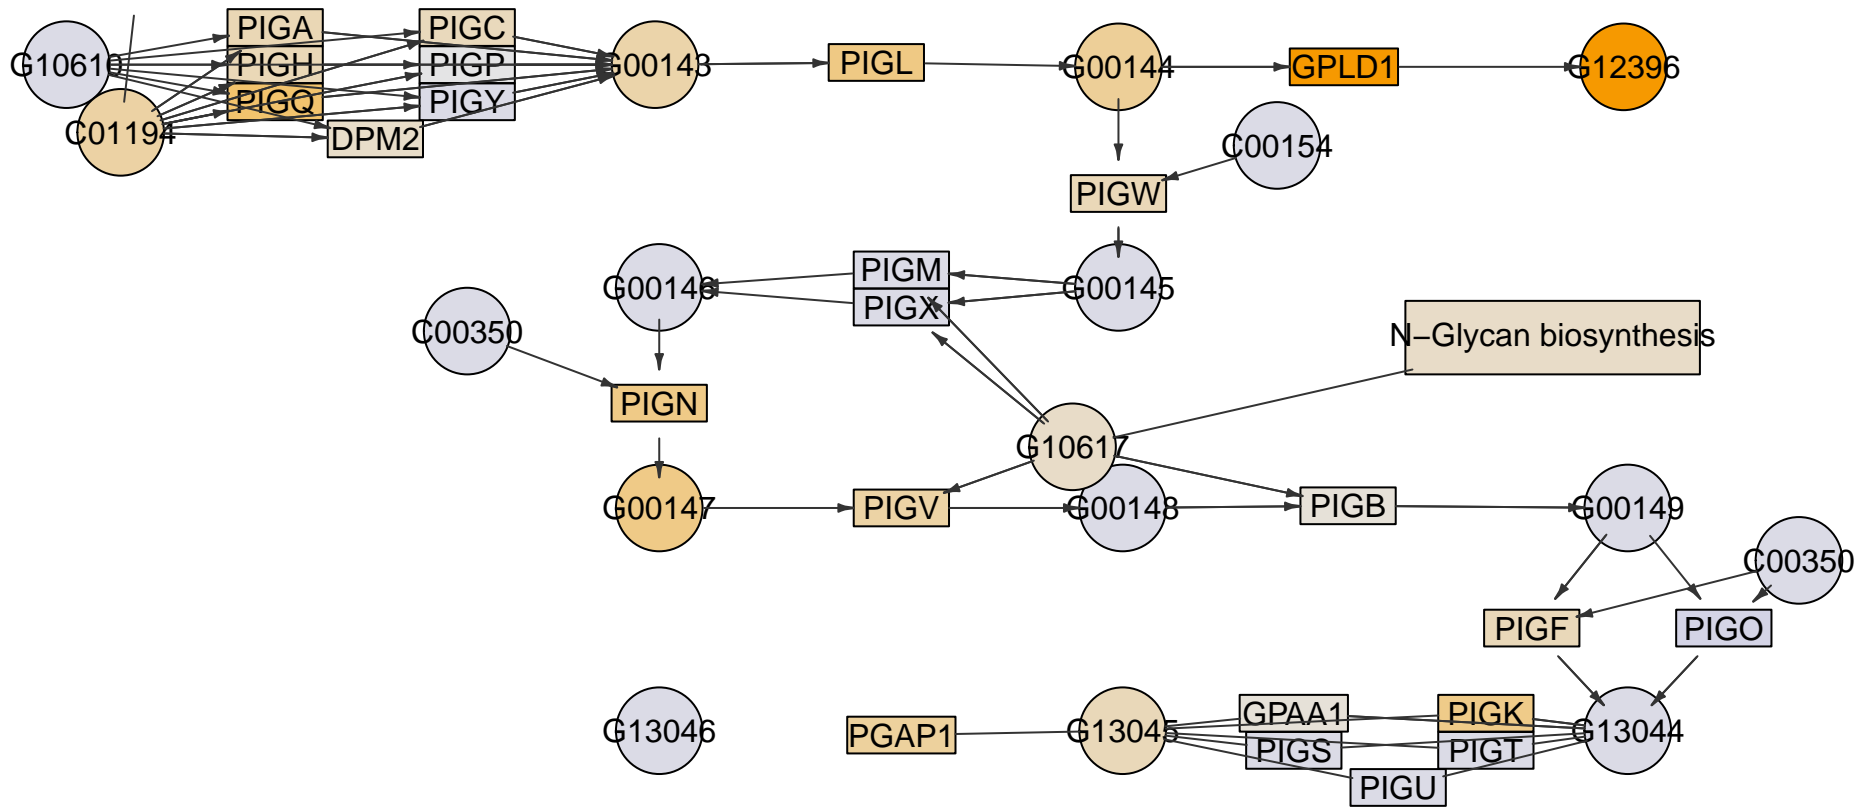 PIGA
PIGC
G10610
PIGH
PIGP
G00143
PIGL
G00144
GPLD1
G12396
PIGQ
PIGY
C01194
DPM2
C00154
PIGW
PIGM
G00146
G00145
PIGX
C00350
N–Glycan biosynthesis
PIGN
G10617
G00147
PIGV
G00148
PIGB
G00149
C00350
PIGF
PIGO
GPAA1
PIGK
G13046
PGAP1
G13045
G13044
PIGS
PIGT
PIGU